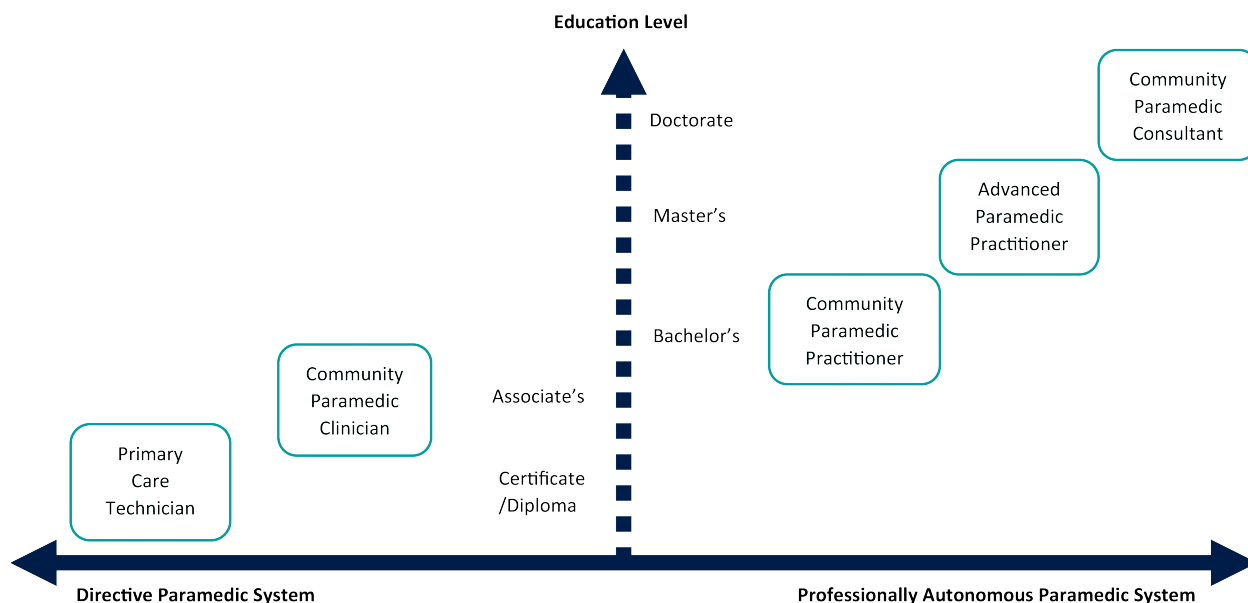 Education Level
Doctorate
Community
Paramedic
Consultant
Master's
Advanced
Paramedic
Practitioner
Bachelor's
Community
Paramedic
Practitioner
Community
Paramedic
Clinician
Associate's
Primary
Care
Technician
Certificate
/Diploma
Directive Paramedic System
Professionally Autonomous Paramedic System